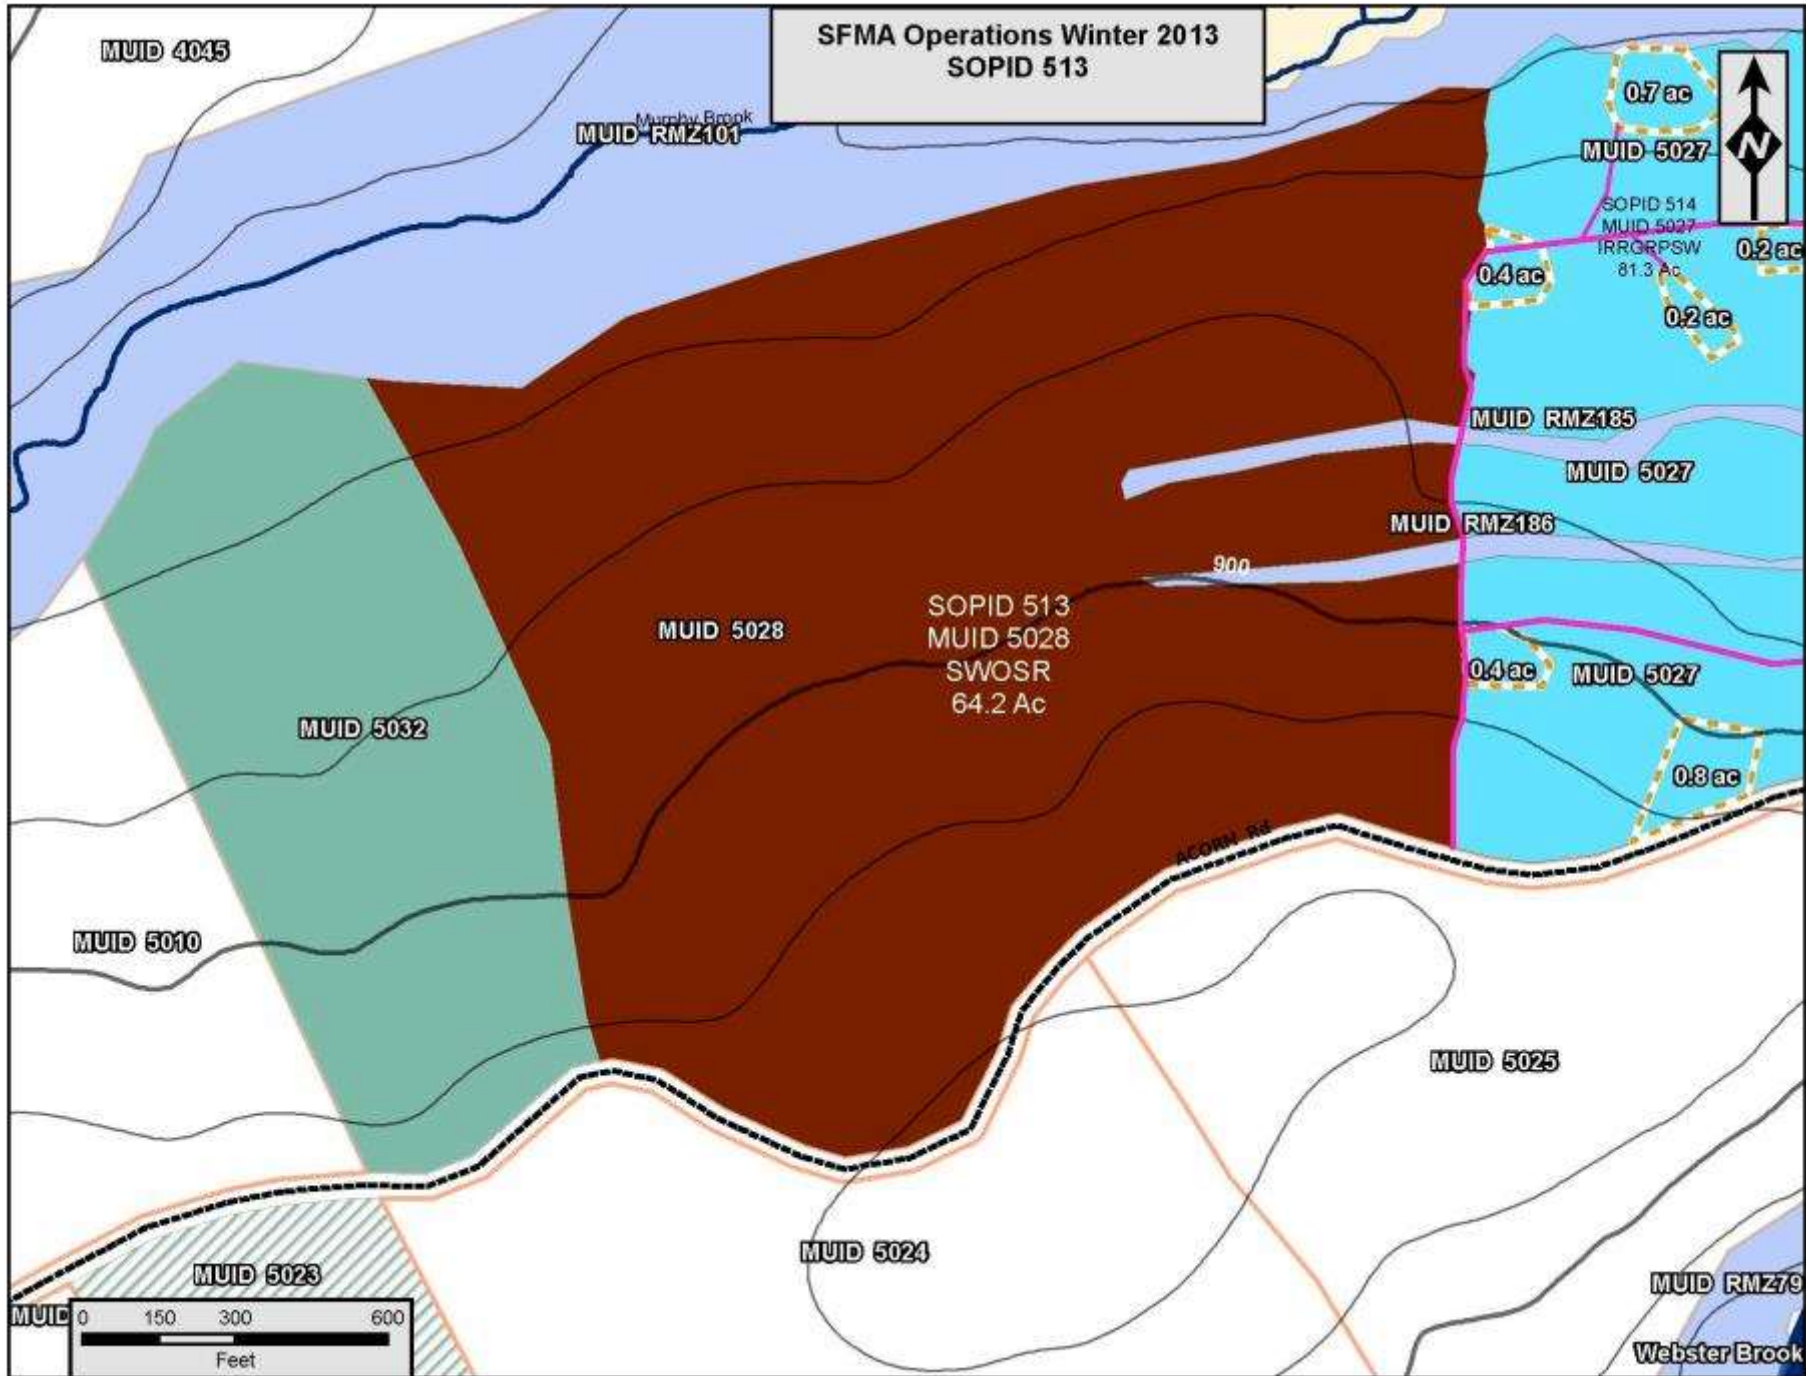 SFMA Operations Winter 2013
SOPID 513
MUID 4045
Murphy Brook
MUID RMZ101
0.7 ac
N
MUID 5027
SOPID 514
MUID 5027
IRRGRPSW
81.3 Ac
0.2 ac
0.4 ac
0.2 ac
MUID RMZ185
MUID 5027
MUID RMZ186
900
SOPID 513
MUID 5028
SWOSR
64.2 Ac
MUID 5028
0.4 ac
MUID 5027
MUID 5032
0.8 ac
ACORN Rd
MUID 5010
MUID 5025
MUID 5024
MUID 5023
MUID RMZ79
MUID
0 150 300 600
Feet
Webster Brook